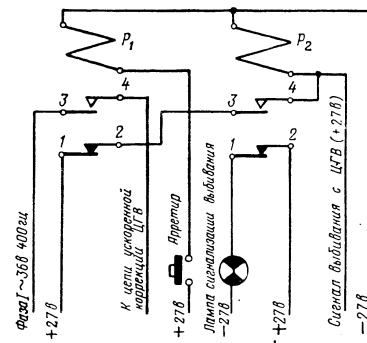 P₁
P₂
4
3
2
1
4
3
2
1
Фаза I ~36в 400гц
+27в
К цепи ускоренной
коррекции ЦГВ
Арретир
+27в
Лампа сигнализации выбивания
−27в
+27в
Сигнал выбивания с ЦГВ (+27в)
−27в